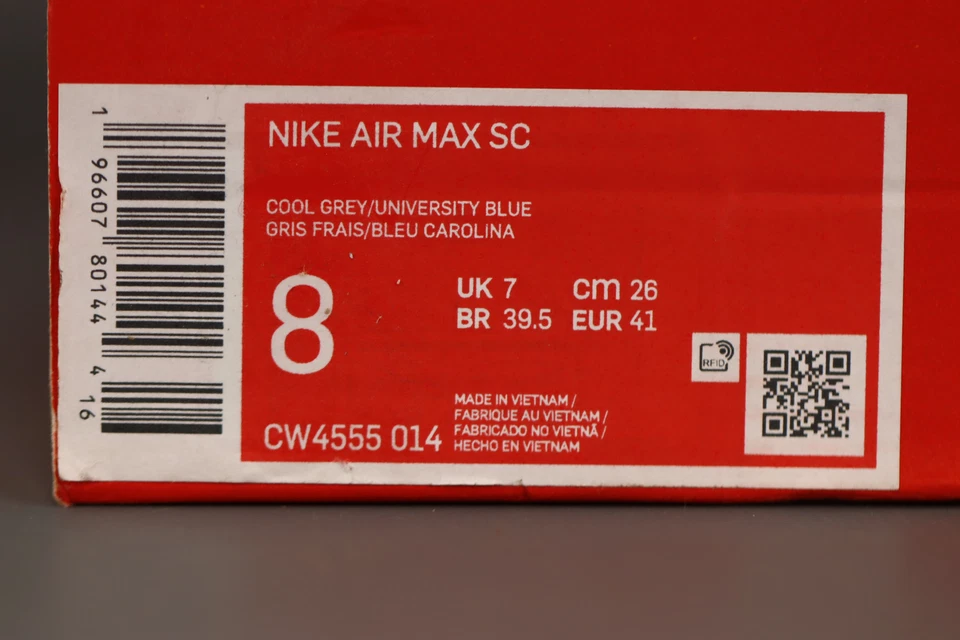 1 96607 80144 4 16
NIKE AIR MAX SC
COOL GREY/UNIVERSITY BLUE
GRIS FRAIS/BLEU CAROLINA
8
UK 7 cm 26
BR 39.5 EUR 41
RFID
MADE IN VIETNAM /
FABRIQUE AU VIETNAM /
FABRICADO NO VIETNÃ /
HECHO EN VIETNAM
CW4555 014